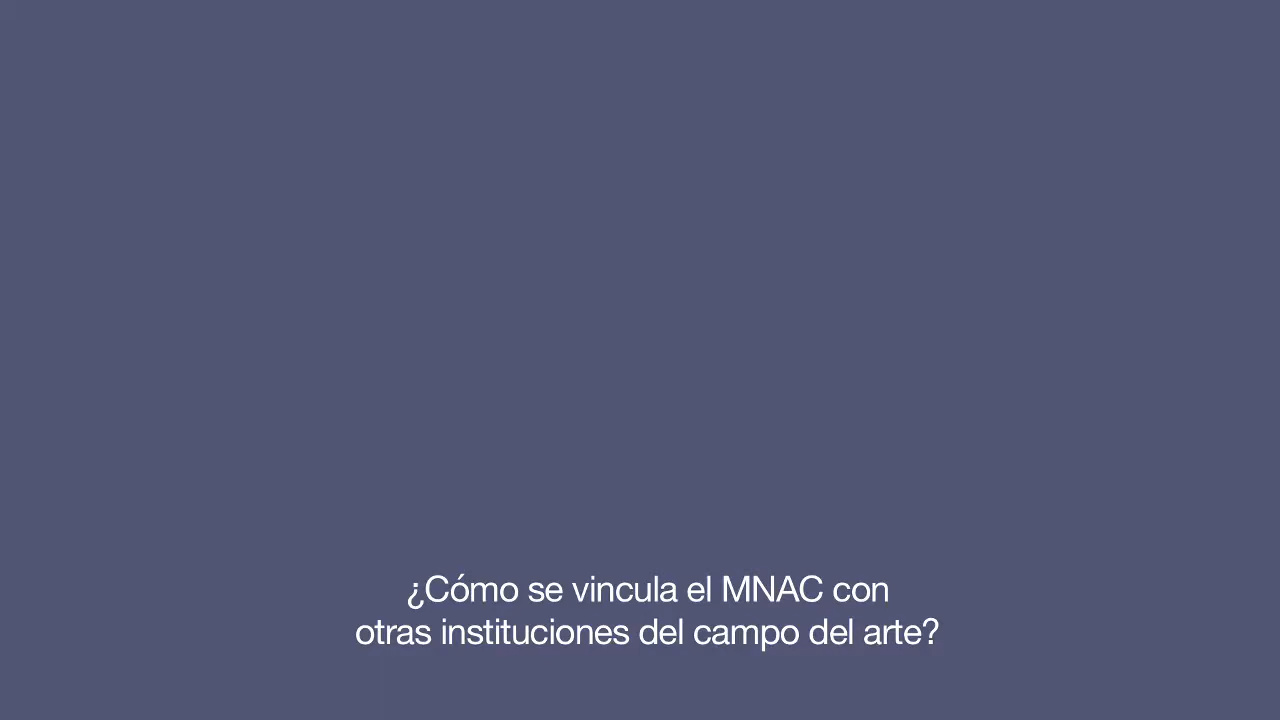 ¿Cómo se vincula el MNAC con
otras instituciones del campo del arte?